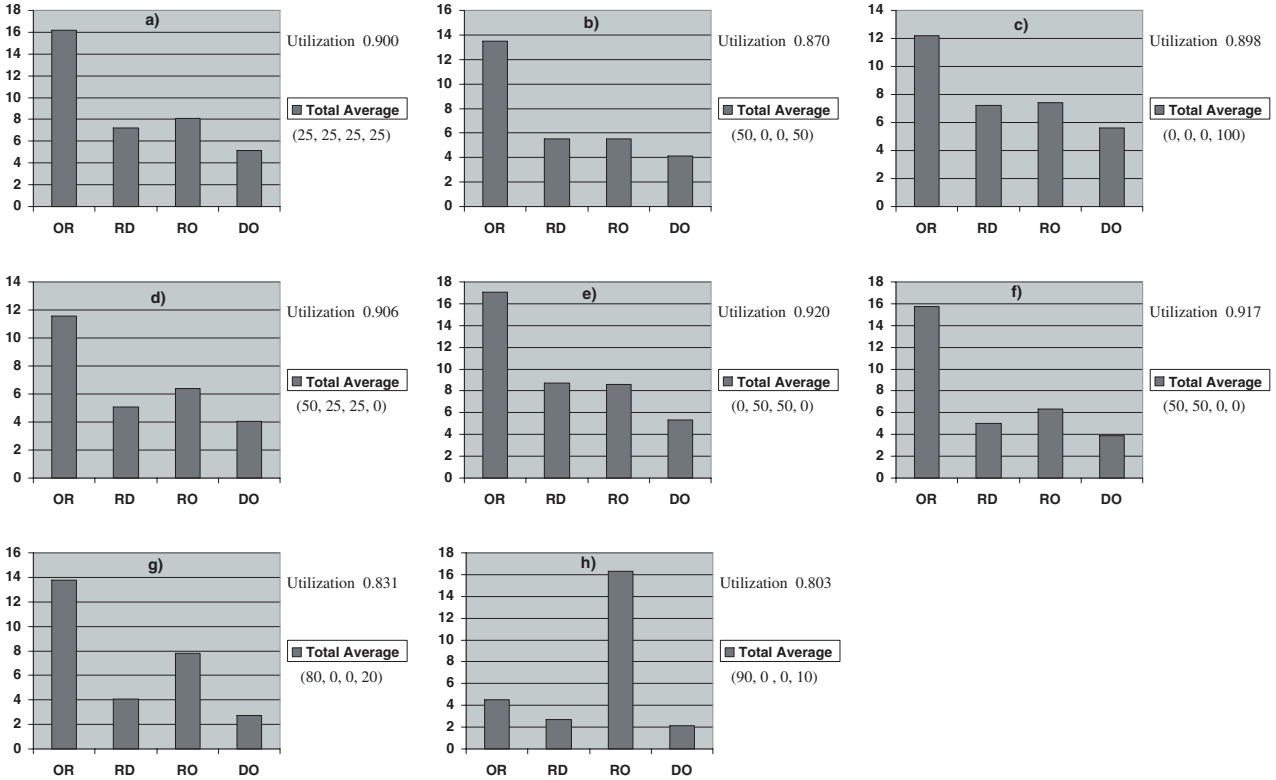 a)
18
16
14
12
10
8
6
4
2
0
OR RD RO DO
Utilization 0.900
Total Average
(25, 25, 25, 25)
b)
16
14
12
10
8
6
4
2
0
OR RD RO DO
Utilization 0.870
Total Average
(50, 0, 0, 50)
c)
14
12
10
8
6
4
2
0
OR RD RO DO
Utilization 0.898
Total Average
(0, 0, 0, 100)
d)
14
12
10
8
6
4
2
0
OR RD RO DO
Utilization 0.906
Total Average
(50, 25, 25, 0)
e)
18
16
14
12
10
8
6
4
2
0
OR RD RO DO
Utilization 0.920
Total Average
(0, 50, 50, 0)
f)
18
16
14
12
10
8
6
4
2
0
OR RD RO DO
Utilization 0.917
Total Average
(50, 50, 0, 0)
g)
16
14
12
10
8
6
4
2
0
OR RD RO DO
Utilization 0.831
Total Average
(80, 0, 0, 20)
h)
18
16
14
12
10
8
6
4
2
0
OR RD RO DO
Utilization 0.803
Total Average
(90, 0 , 0, 10)